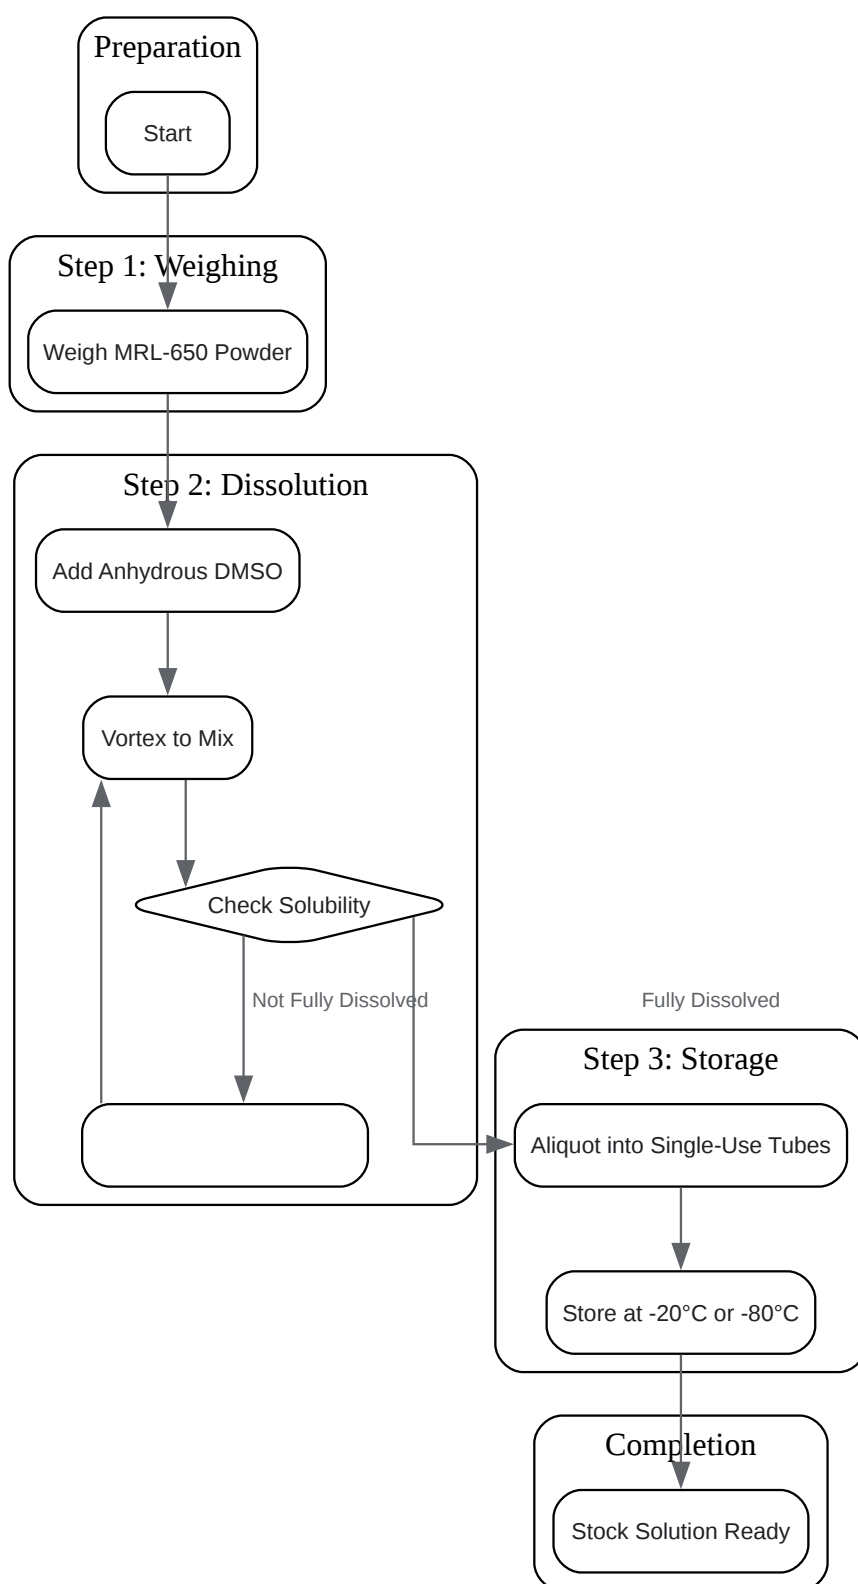 Preparation
Start
Step 1: Weighing
Weigh MRL-650 Powder
Step 2: Dissolution
Add Anhydrous DMSO
Vortex to Mix
Check Solubility
Not Fully Dissolved
Fully Dissolved
Step 3: Storage
Aliquot into Single-Use Tubes
Store at -20°C or -80°C
Completion
Stock Solution Ready